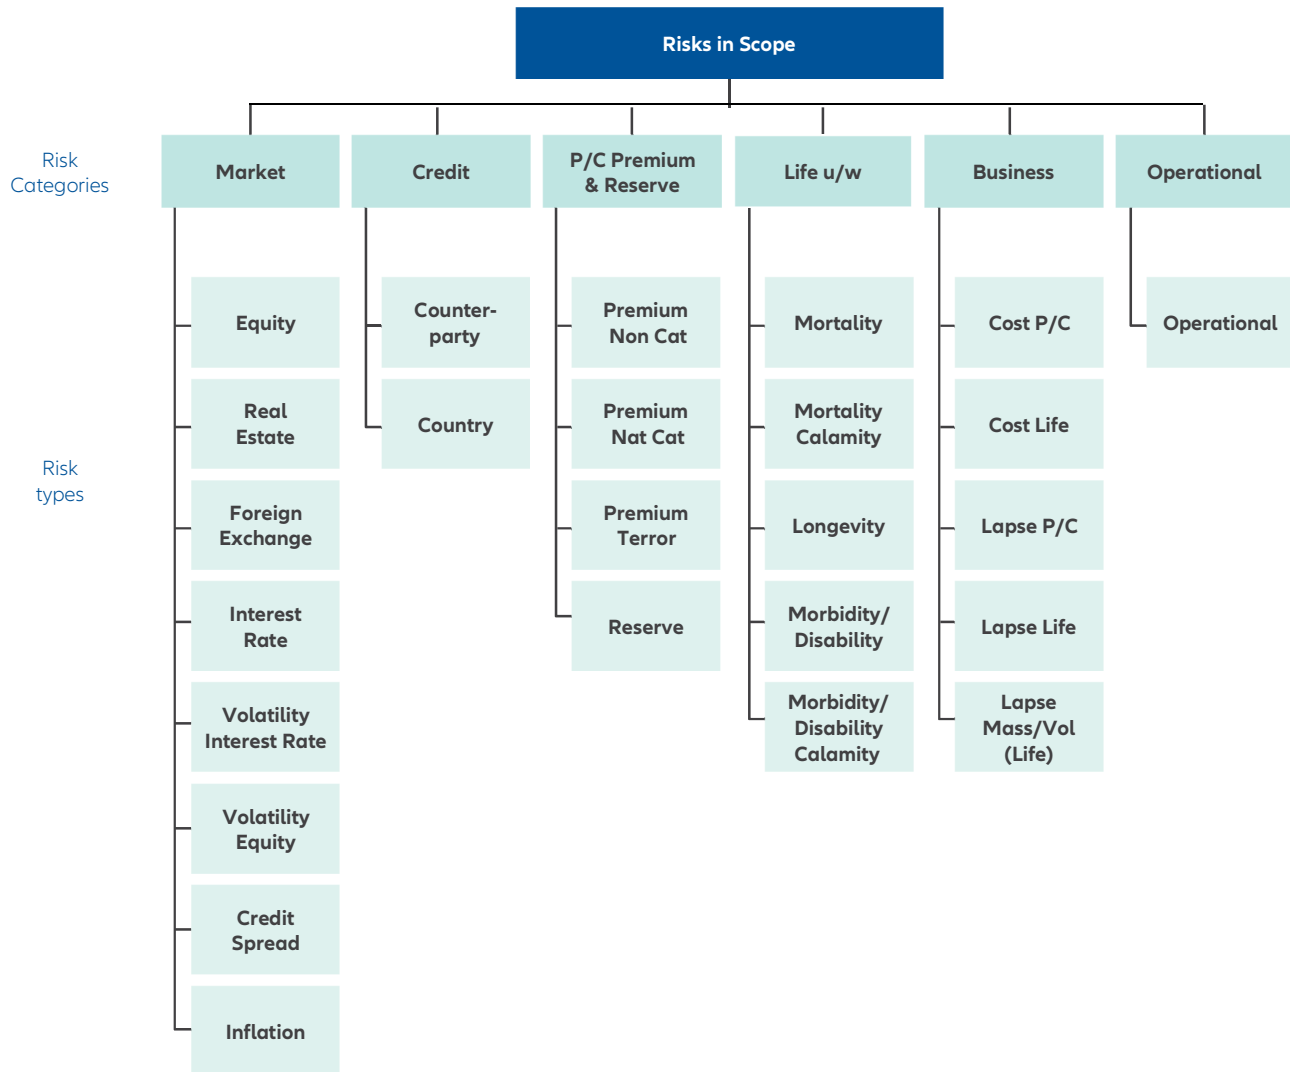 Risks in Scope
Risk
Categories
Market
Credit
P/C Premium
& Reserve
Life u/w
Business
Operational
Risk
types
Equity
Real
Estate
Foreign
Exchange
Interest
Rate
Volatility
Interest Rate
Volatility
Equity
Credit
Spread
Inflation
Counter-
party
Country
Premium
Non Cat
Premium
Nat Cat
Premium
Terror
Reserve
Mortality
Mortality
Calamity
Longevity
Morbidity/
Disability
Morbidity/
Disability
Calamity
Cost P/C
Cost Life
Lapse P/C
Lapse Life
Lapse
Mass/Vol
(Life)
Operational